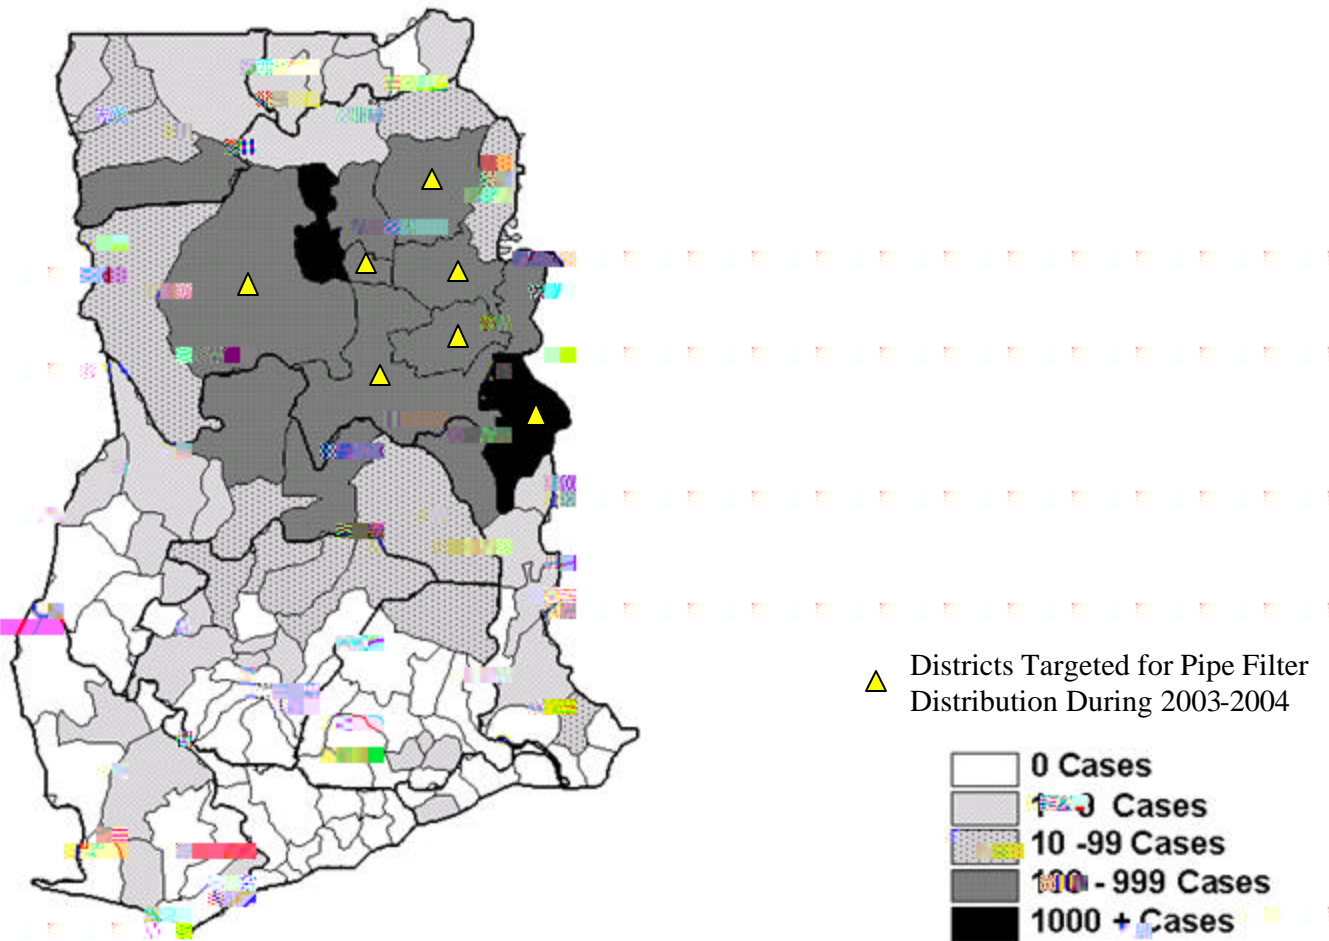 Districts Targeted for Pipe Filter
Distribution During 2003-2004
0 Cases
Cases
10 -99 Cases
- 999 Cases
1000 + Cases